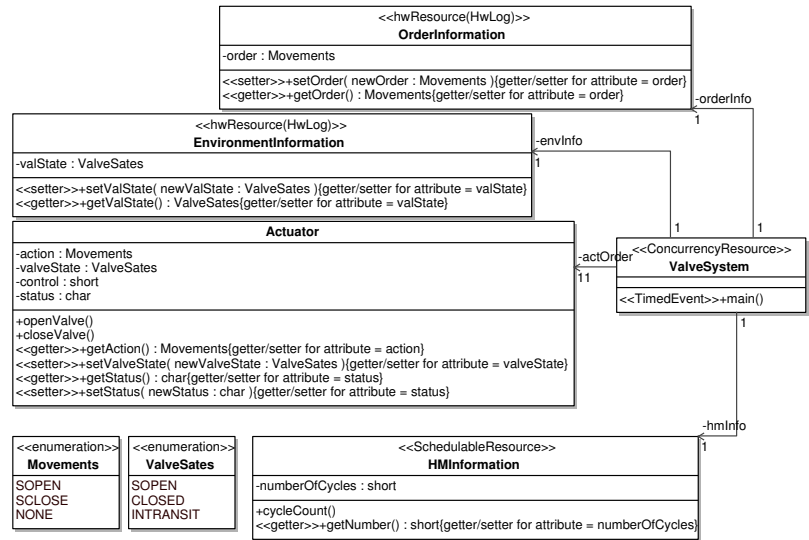 <<hwResource(HwLog)>>
OrderInformation
-order : Movements
<<setter>>+setOrder( newOrder : Movements ){getter/setter for attribute = order}
<<getter>>+getOrder() : Movements{getter/setter for attribute = order}
-orderInfo
1
<<hwResource(HwLog)>>
EnvironmentInformation
-valState : ValveSates
<<setter>>+setValState( newValState : ValveSates ){getter/setter for attribute = valState}
<<getter>>+getValState() : ValveSates{getter/setter for attribute = valState}
-envInfo
1
1
1
Actuator
-action : Movements
-valveState : ValveSates
-control : short
-status : char
+openValve()
+closeValve()
<<getter>>+getAction() : Movements{getter/setter for attribute = action}
<<setter>>+setValveState( newValveState : ValveSates ){getter/setter for attribute = valveState}
<<getter>>+getStatus() : char{getter/setter for attribute = status}
<<setter>>+setStatus( newStatus : char ){getter/setter for attribute = status}
-actOrder
11
<<ConcurrencyResource>>
ValveSystem
<<TimedEvent>>+main()
1
-hmInfo
1
<<enumeration>>
Movements
SOPEN
SCLOSE
NONE
<<enumeration>>
ValveSates
SOPEN
CLOSED
INTRANSIT
<<SchedulableResource>>
HMInformation
-numberOfCycles : short
+cycleCount()
<<getter>>+getNumber() : short{getter/setter for attribute = numberOfCycles}